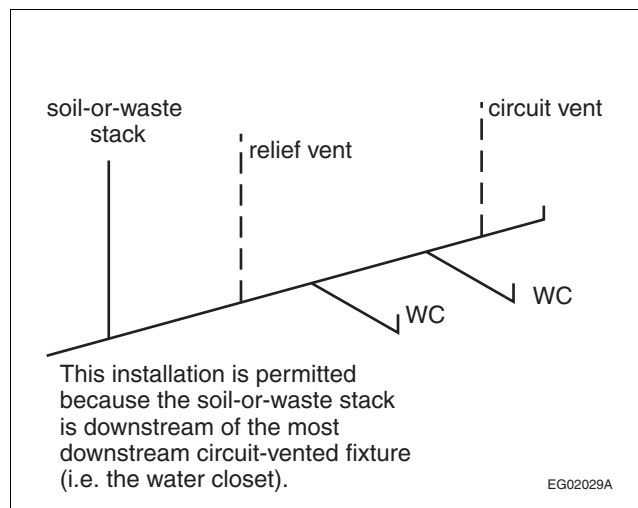 soil-or-waste
stack
relief vent
circuit vent
WC
WC
This installation is permitted
because the soil-or-waste stack
is downstream of the most
downstream circuit-vented fixture
(i.e. the water closet).
EG02029A